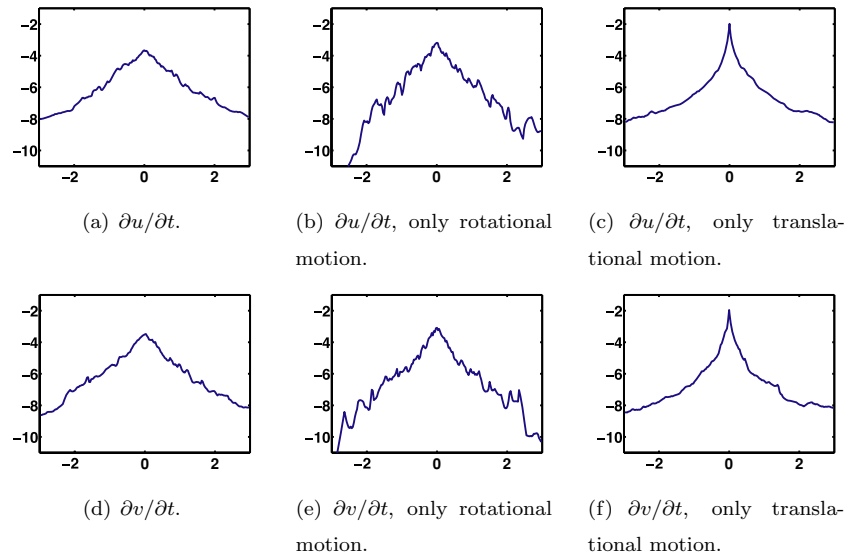 −2 −2 −2
−4 −4 −4
−6 −6 −6
−8 −8 −8
−10 −10 −10
−2 0 2 −2 0 2 −2 0 2
(a) ∂u/∂t.
(b) ∂u/∂t, only rotational
motion.
(c) ∂u/∂t, only transla-
tional motion.
−2 −2 −2
−4 −4 −4
−6 −6 −6
−8 −8 −8
−10 −10 −10
−2 0 2 −2 0 2 −2 0 2
(d) ∂v/∂t.
(e) ∂v/∂t, only rotational
motion.
(f) ∂v/∂t, only transla-
tional motion.